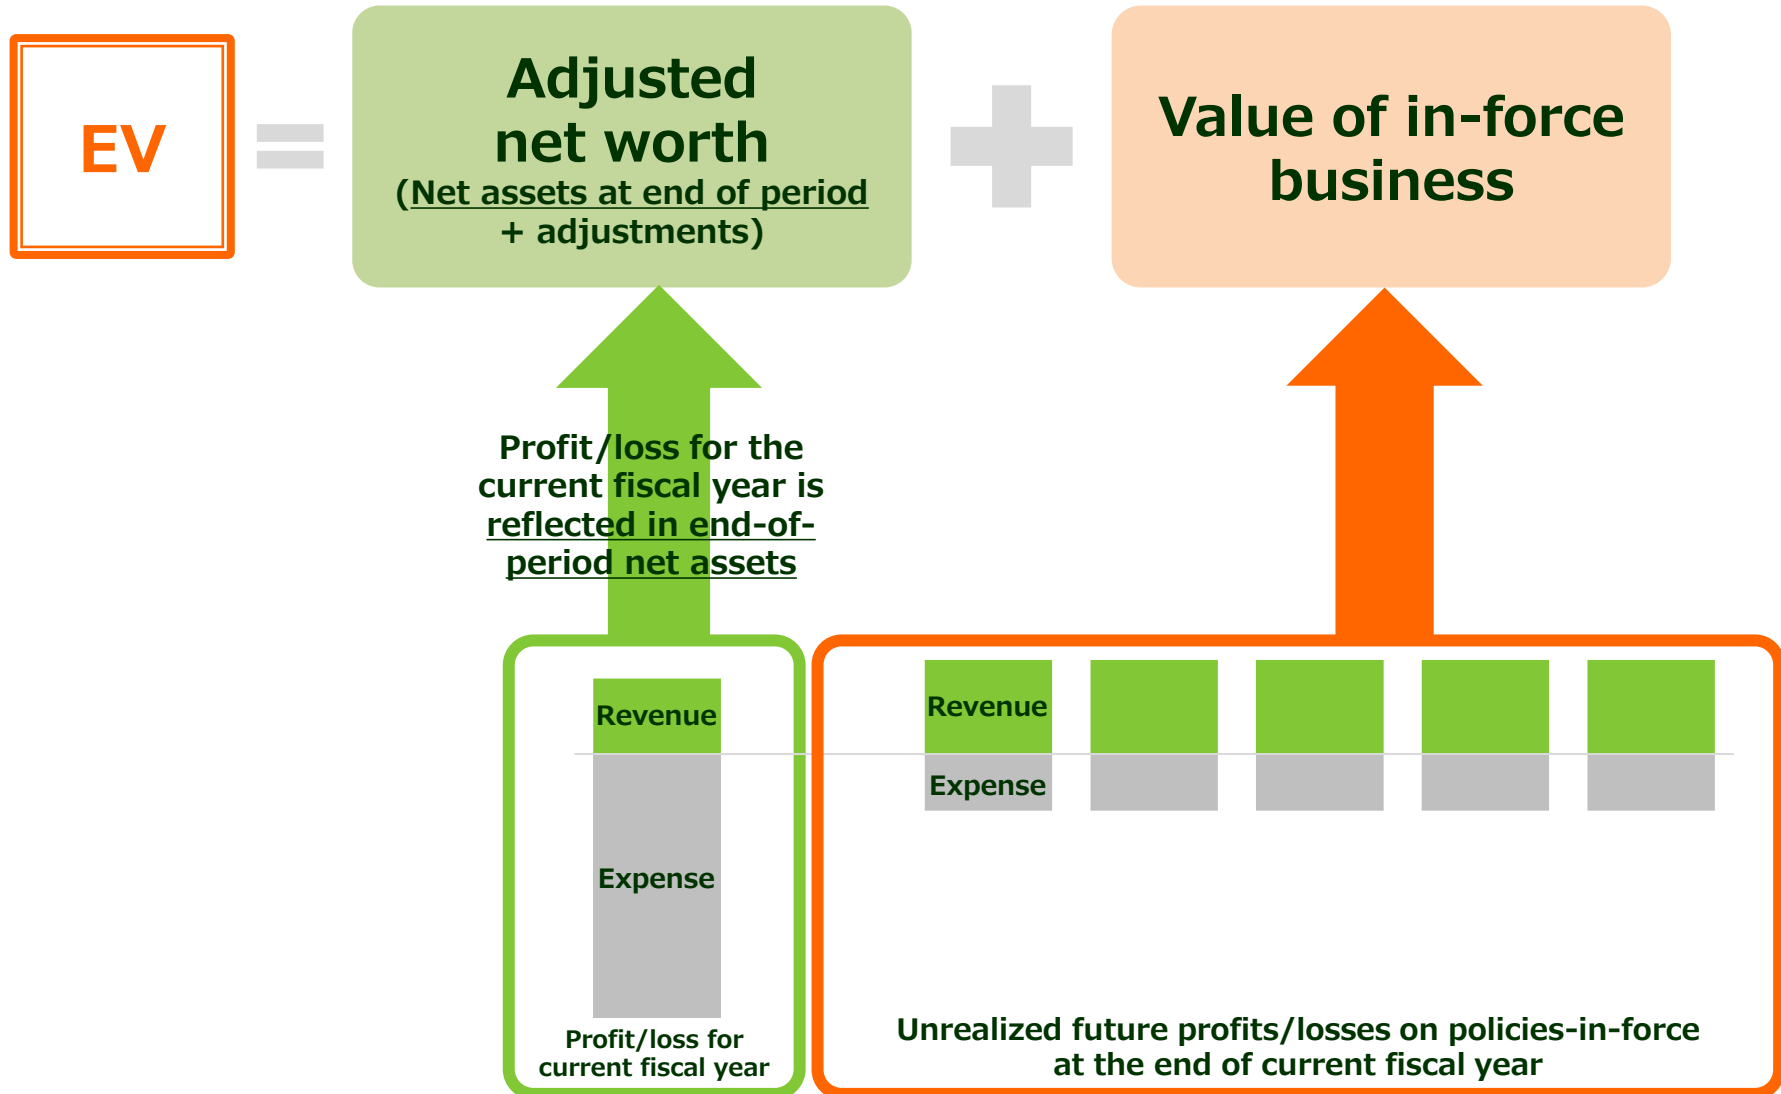 EV
Adjusted
net worth
(Net assets at end of period
+ adjustments)
Value of in-force
business
Profit/loss for the
current fiscal year is
reflected in end-of-
period net assets
Revenue
Expense
Profit/loss for
current fiscal year
Revenue
Expense
Unrealized future profits/losses on policies-in-force
at the end of current fiscal year